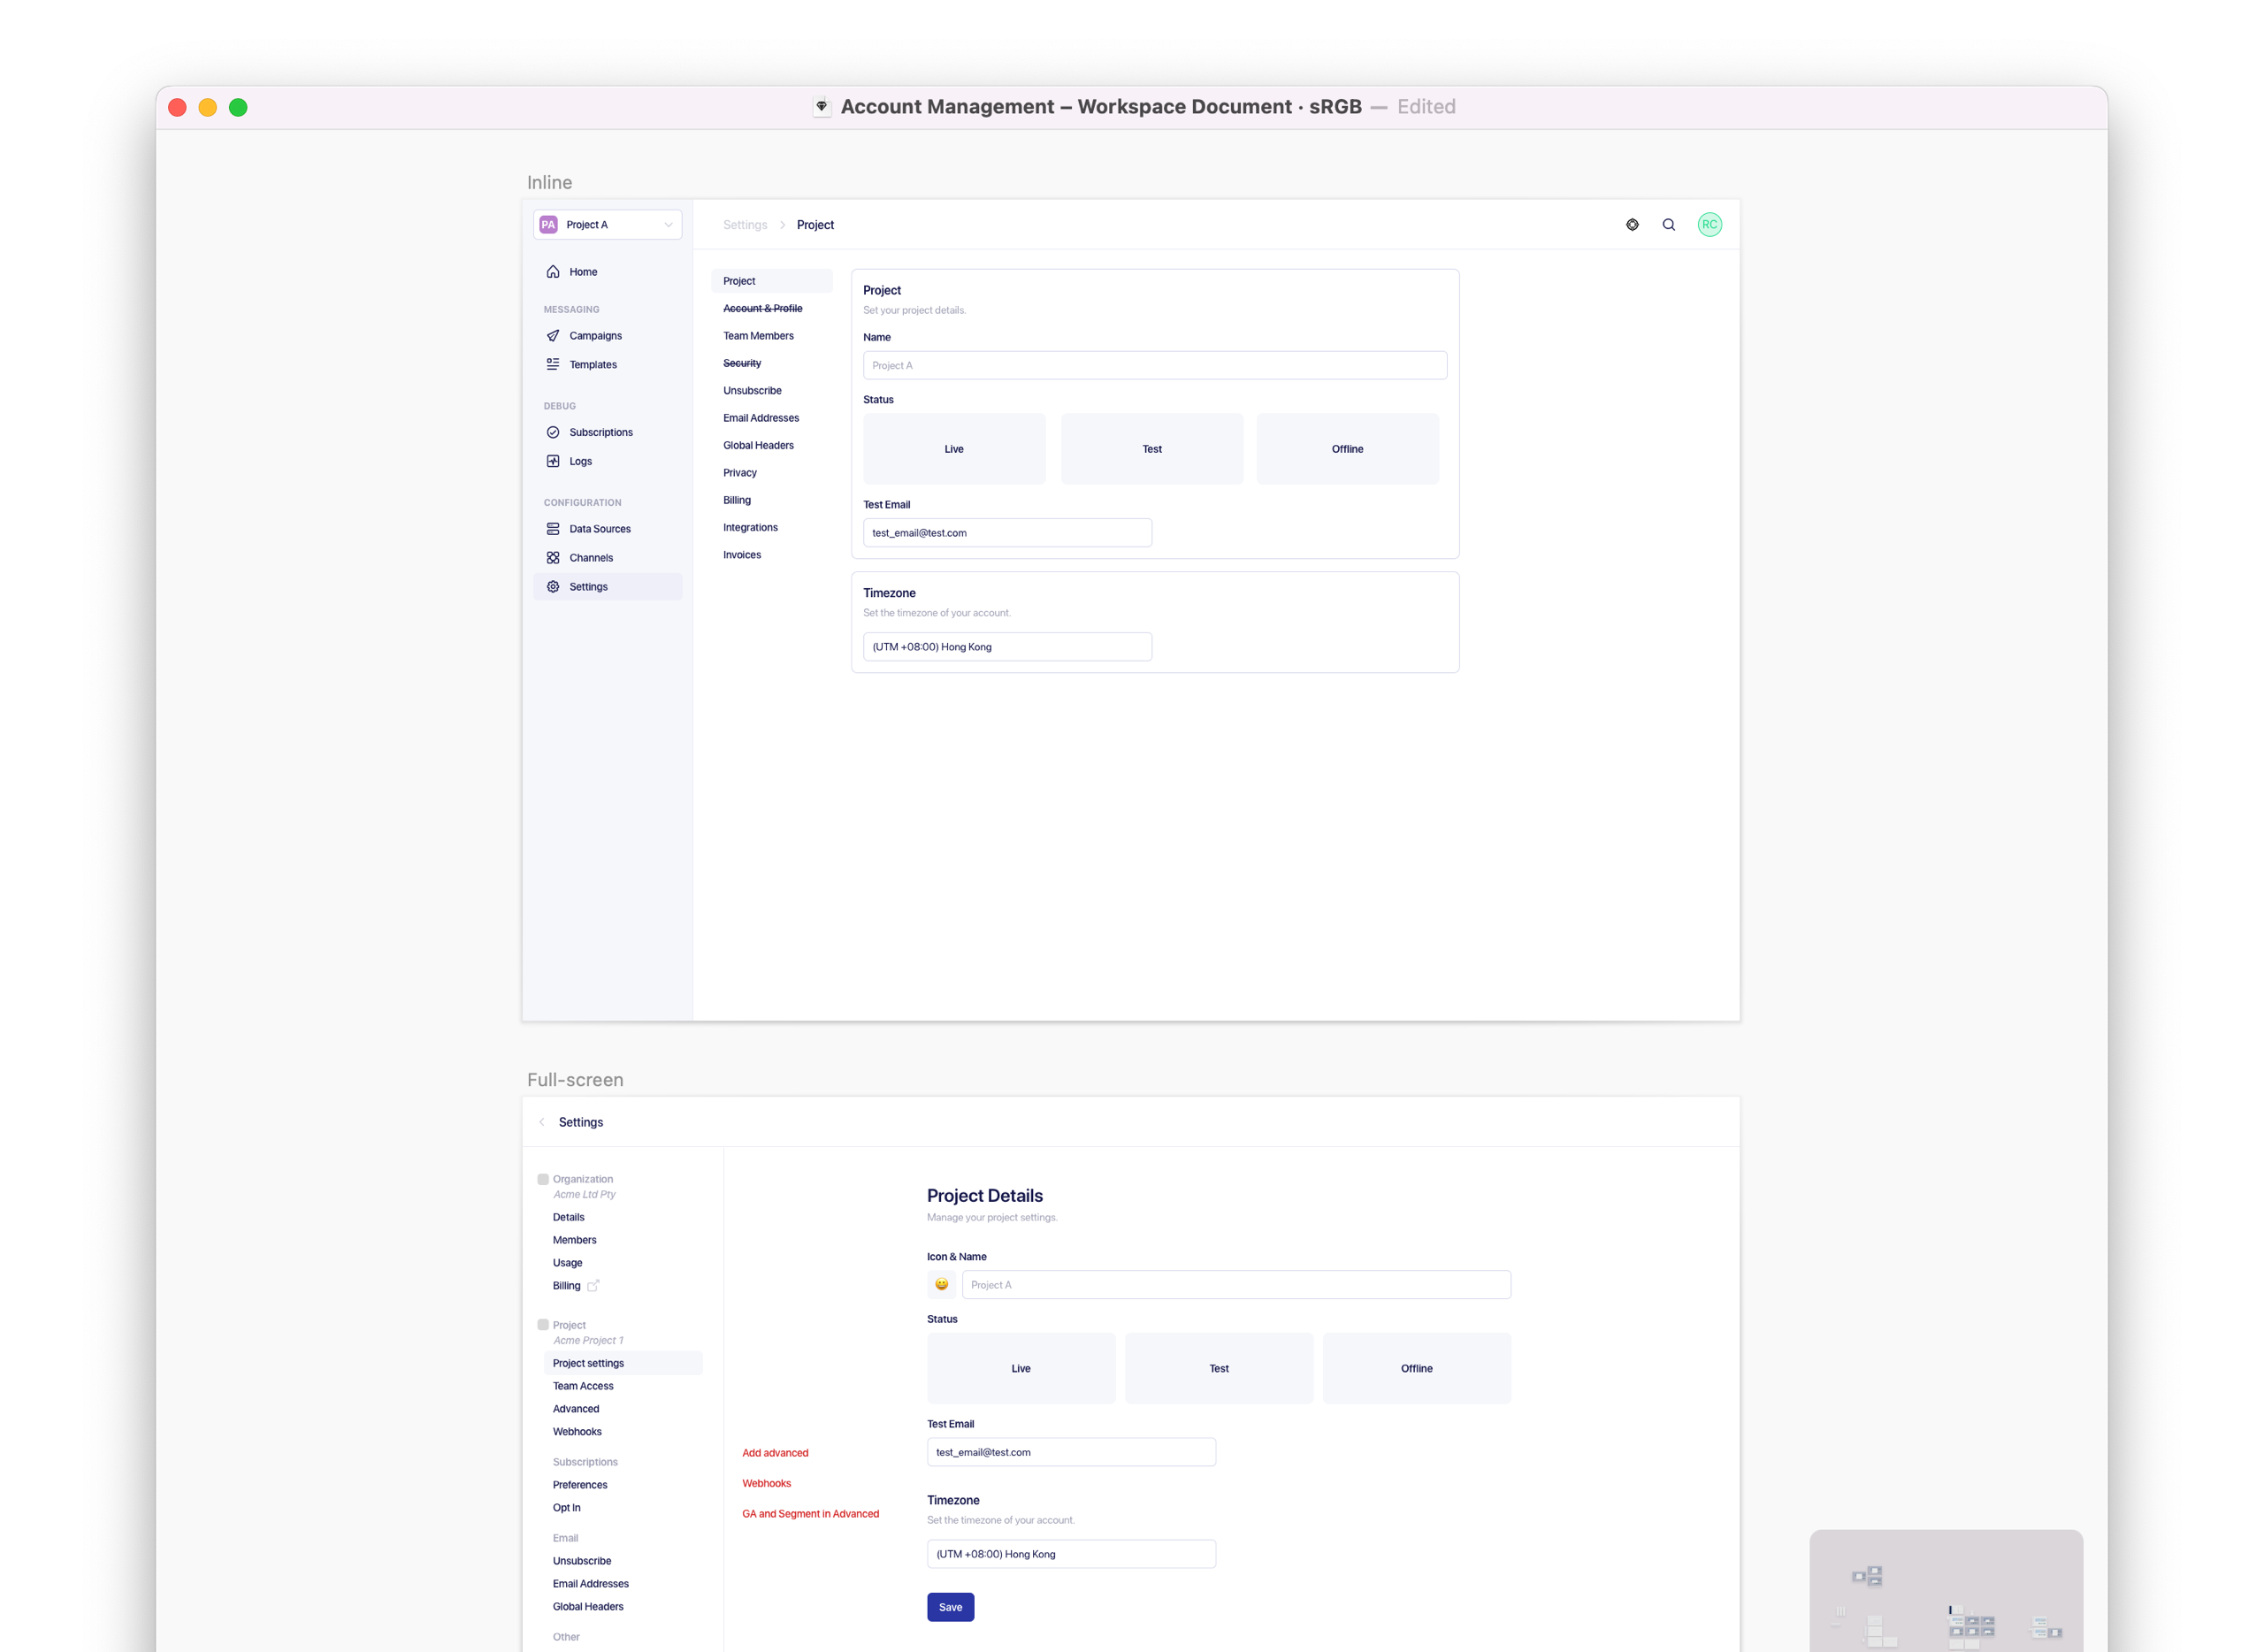 Account Management – Workspace Document · sRGB — Edited
Inline
PA Project A
Settings > Project
RC
Home
MESSAGING
Campaigns
Templates
DEBUG
Subscriptions
Logs
CONFIGURATION
Data Sources
Channels
Settings
Project
Account & Profile
Team Members
Security
Unsubscribe
Email Addresses
Global Headers
Privacy
Billing
Integrations
Invoices
Project
Set your project details.
Name
Project A
Status
Live Test Offline
Test Email
test_email@test.com
Timezone
Set the timezone of your account.
(UTM +08:00) Hong Kong
Full-screen
Settings
Organization
Acme Ltd Pty
Details
Members
Usage
Billing
Project
Acme Project 1
Project settings
Team Access
Advanced
Webhooks
Subscriptions
Preferences
Opt In
Email
Unsubscribe
Email Addresses
Global Headers
Other
Add advanced
Webhooks
GA and Segment in Advanced
Project Details
Manage your project settings.
Icon & Name
😀 Project A
Status
Live Test Offline
Test Email
test_email@test.com
Timezone
Set the timezone of your account.
(UTM +08:00) Hong Kong
Save